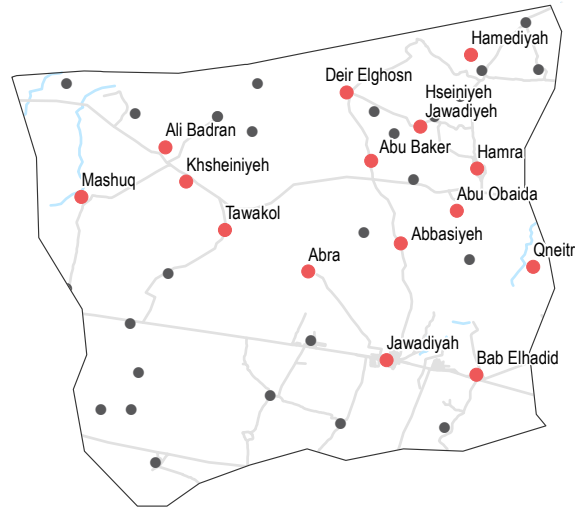 Hamediyah
Deir Elghosn
Hseiniyeh
Jawadiyeh
Ali Badran
Abu Baker
Hamra
Khsheiniyeh
Mashuq
Abu Obaida
Tawakol
Abbasiyeh
Abra
Qneitr
Jawadiyah
Bab Elhadid